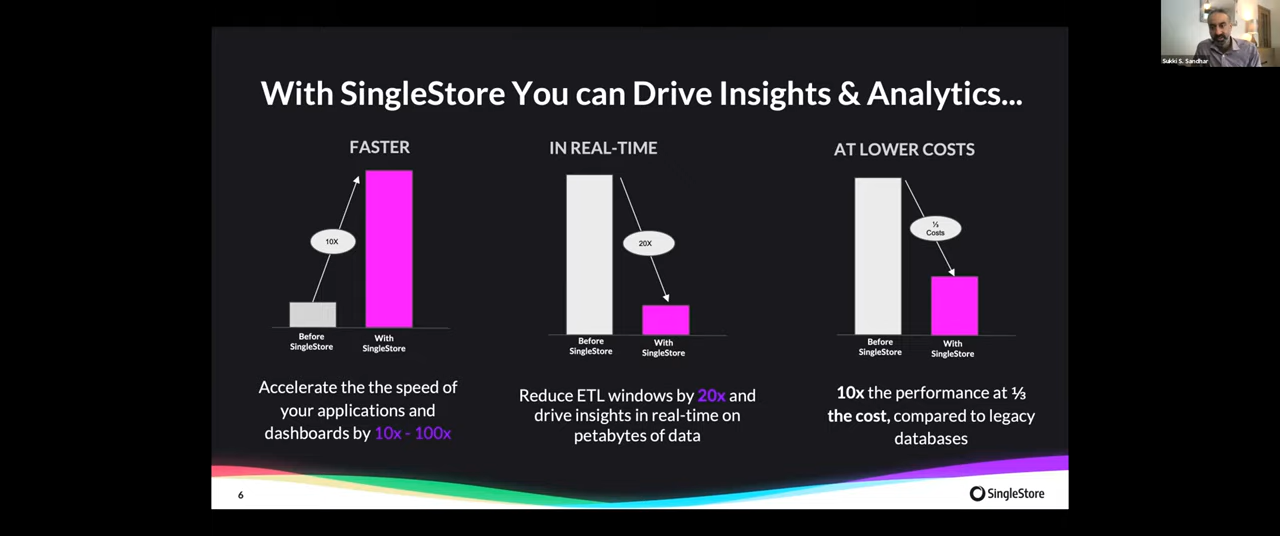 Sukki S. Sandhar
With SingleStore You can Drive Insights & Analytics...
FASTER
10X
Before
SingleStore
With
SingleStore
Accelerate the the speed of
your applications and
dashboards by 10x - 100x
IN REAL-TIME
20X
Before
SingleStore
With
SingleStore
Reduce ETL windows by 20x and
drive insights in real-time on
petabytes of data
AT LOWER COSTS
⅓
Costs
Before
SingleStore
With
SingleStore
10x the performance at ⅓
the cost, compared to legacy
databases
6
SingleStore